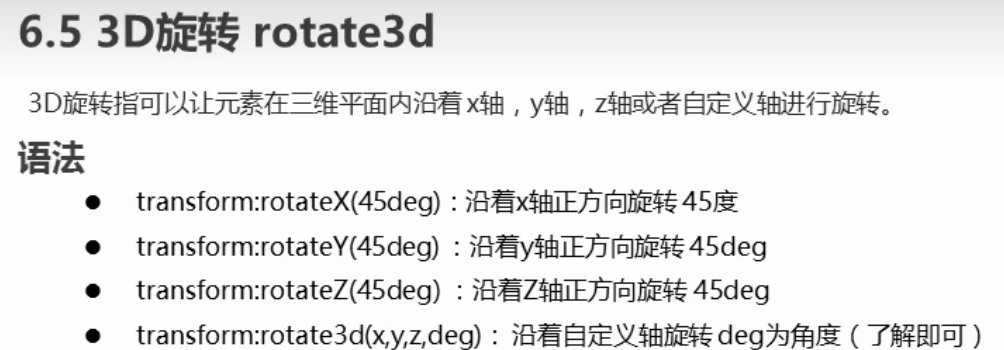 6.5 3D旋转 rotate3d
3D旋转指可以让元素在三维平面内沿着 x轴，y轴，z轴或者自定义轴进行旋转。
语法
● transform:rotateX(45deg)：沿着x轴正方向旋转 45度
● transform:rotateY(45deg) ：沿着y轴正方向旋转 45deg
● transform:rotateZ(45deg) ：沿着Z轴正方向旋转 45deg
● transform:rotate3d(x,y,z,deg)： 沿着自定义轴旋转 deg为角度（了解即可）